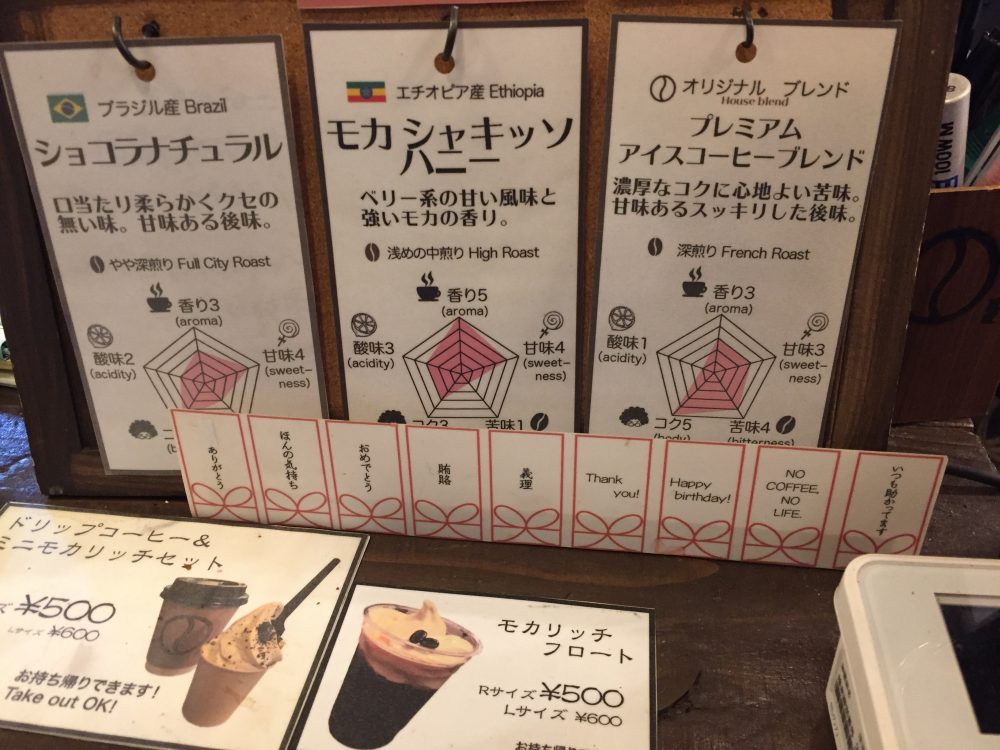 ブラジル産 Brazil
ショコラナチュラル
口当たり柔らかくクセの
無い味。甘味ある後味。
やや深煎り Full City Roast
香り3
(aroma)
酸味2
(acidity)
甘味4
(sweet-
ness)
エチオピア産 Ethiopia
モカ シャキッソ
ハニー
ベリー系の甘い風味と
強いモカの香り。
浅めの中煎り High Roast
香り5
(aroma)
酸味3
(acidity)
甘味4
(sweet-
ness)
コク3
苦味1
オリジナル ブレンド
House blend
プレミアム
アイスコーヒーブレンド
濃厚なコクに心地よい苦味。
甘味あるスッキリした後味。
深煎り French Roast
香り3
(aroma)
酸味1
(acidity)
甘味3
(sweet-
ness)
コク5
(body)
苦味4
(bitterness)
100WM
ありがとう
ほんの気持ち
おめでとう
賄賂
義理
Thank
you!
Happy
birthday!
NO
COFFEE,
NO
LIFE.
いつも助かってます
ドリップコーヒー&
ミニモカリッチセット
ズ ¥500
Lサイズ ¥600
お持ち帰りできます!
Take out OK!
モカリッチ
フロート
Rサイズ ¥500
Lサイズ ¥600
お持ち帰り